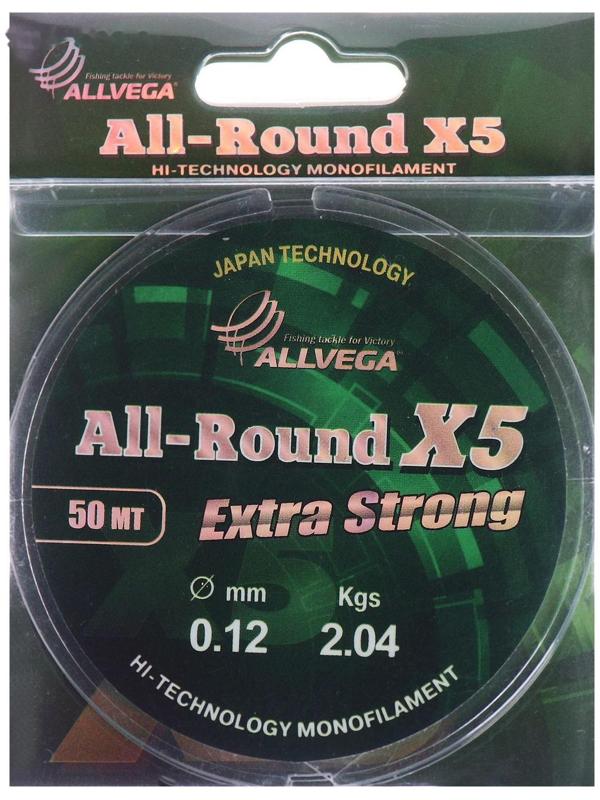 Fishing tackle for Victory
ALLVEGA
All-Round X5
HI-TECHNOLOGY MONOFILAMENT
JAPAN TECHNOLOGY
Fishing tackle for Victory
ALLVEGA
All-Round X5
50 MT
Extra Strong
Ø mm Kgs
0.12 2.04
HI-TECHNOLOGY MONOFILAMENT